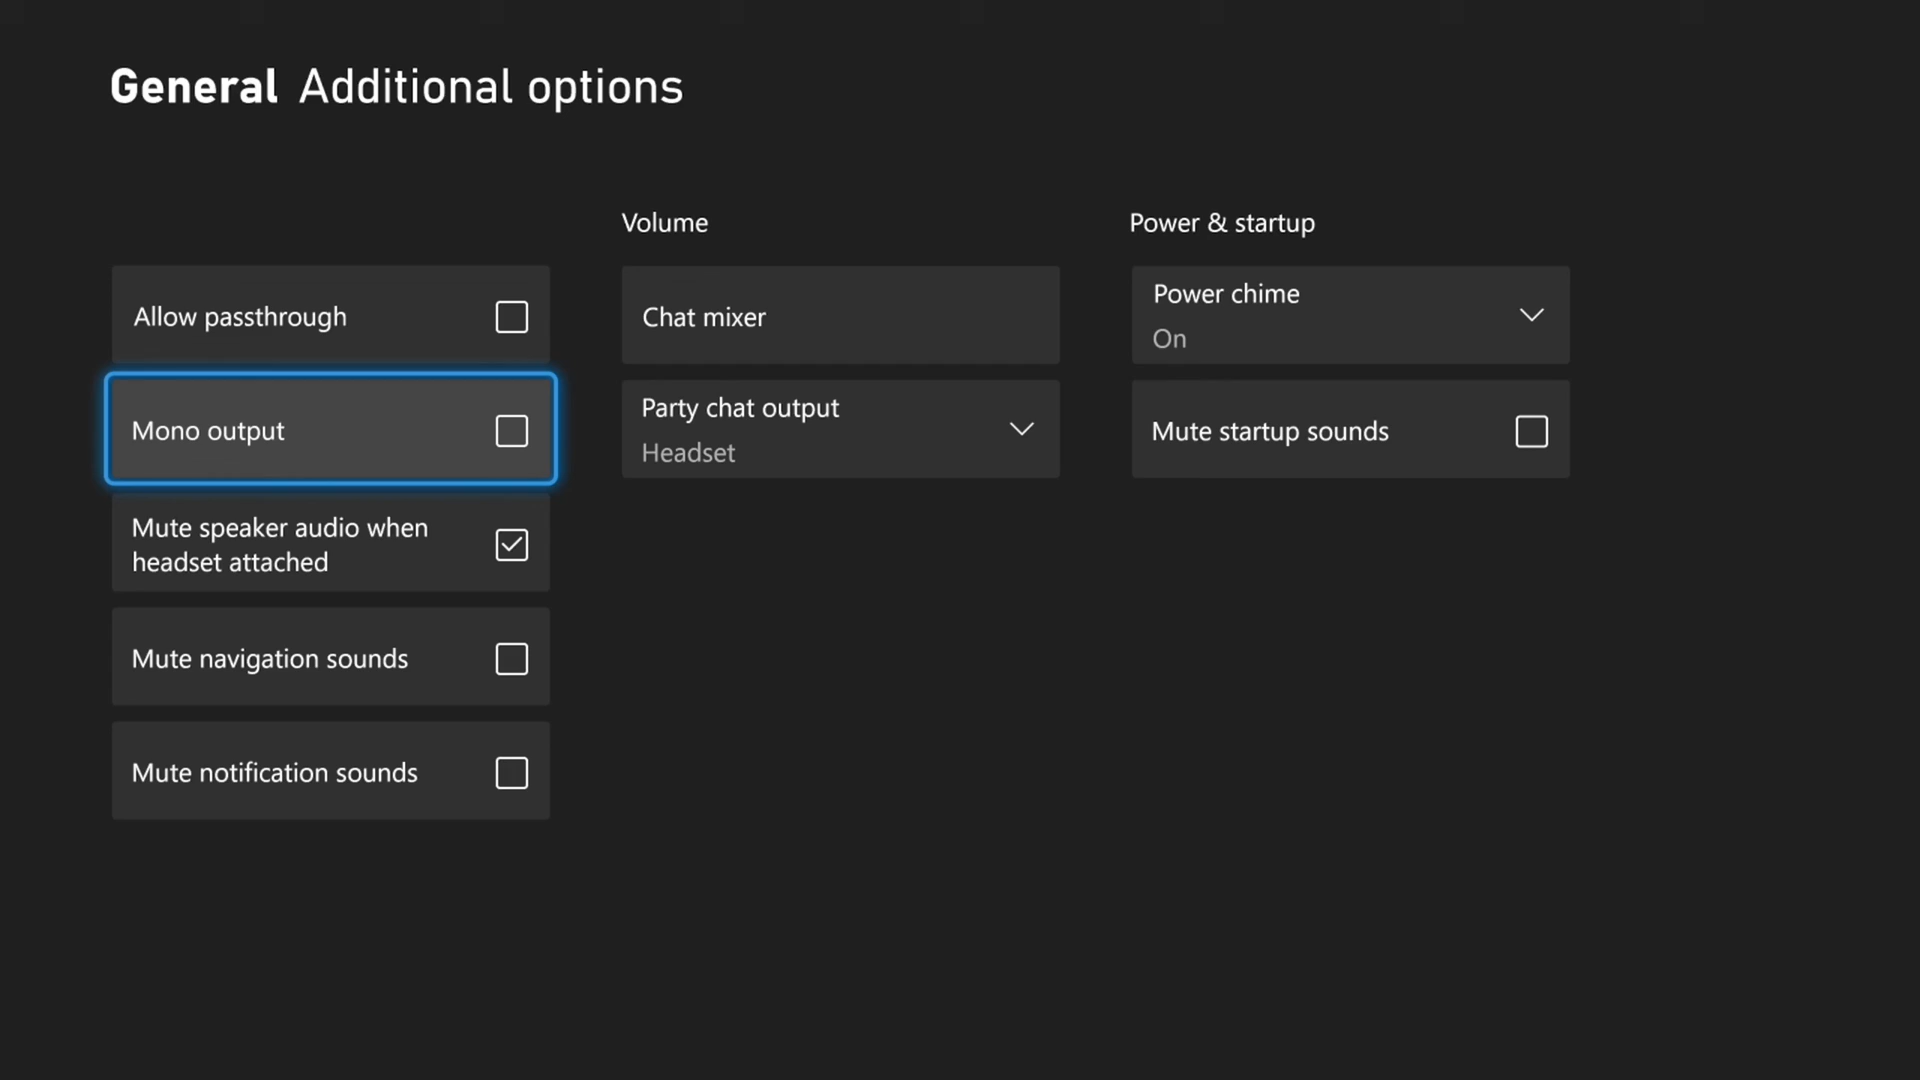 General Additional options
Allow passthrough
Mono output
Mute speaker audio when
headset attached
Mute navigation sounds
Mute notification sounds
Volume
Chat mixer
Party chat output
Headset
Power & startup
Power chime
On
Mute startup sounds